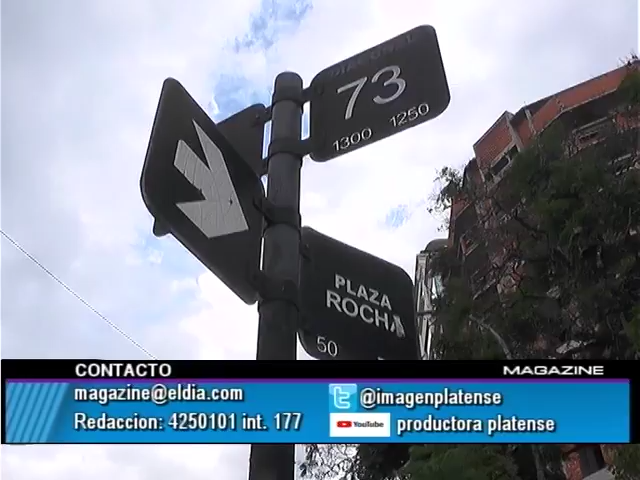 DIAGONAL
73
1300 1250
PLAZA
ROCHA
50
CONTACTO
MAGAZINE
magazine@eldia.com
@imagenplatense
Redaccion: 4250101 int. 177
YouTube productora platense